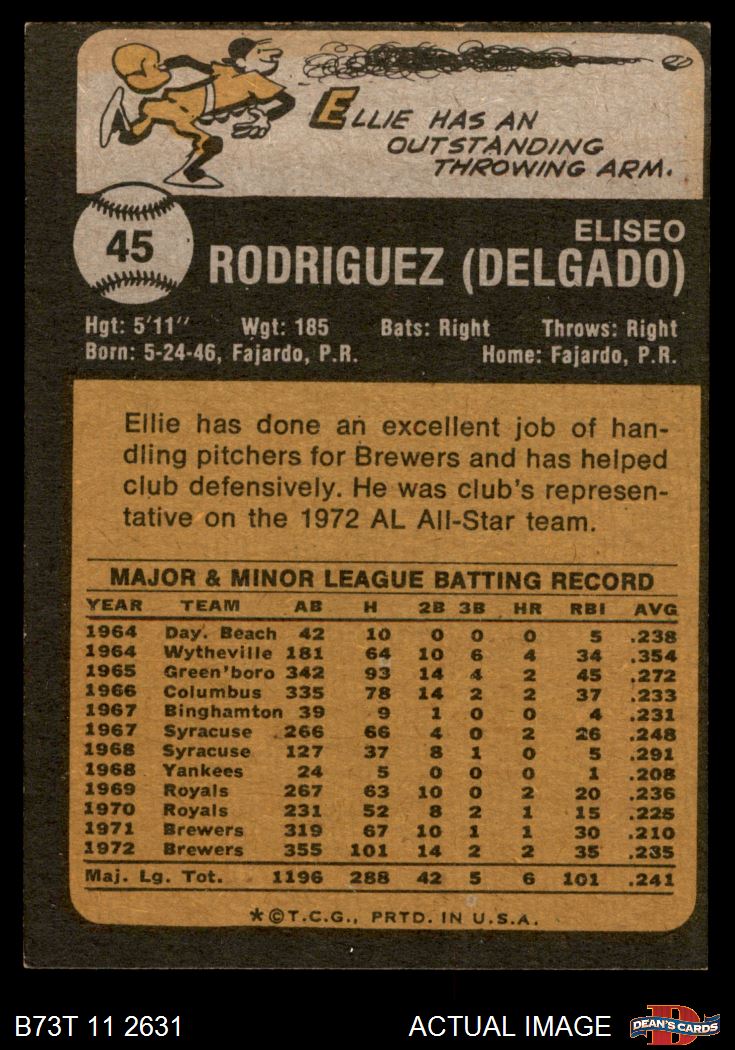 ELLIE HAS AN
OUTSTANDING
THROWING ARM.
45
ELISEO
RODRIGUEZ (DELGADO)
Hgt: 5'11" Wgt: 185 Bats: Right Throws: Right
Born: 5-24-46, Fajardo, P.R. Home: Fajardo, P.R.
Ellie has done an excellent job of han-
dling pitchers for Brewers and has helped
club defensively. He was club's represen-
tative on the 1972 AL All-Star team.
MAJOR & MINOR LEAGUE BATTING RECORD
YEAR TEAM AB H 2B 3B HR RBI AVG
1964 Day. Beach 42 10 0 0 0 5 .238
1964 Wytheville 181 64 10 6 4 34 .354
1965 Green'boro 342 93 14 4 2 45 .272
1966 Columbus 335 78 14 2 2 37 .233
1967 Binghamton 39 9 1 0 0 4 .231
1967 Syracuse 266 66 4 0 2 26 .248
1968 Syracuse 127 37 8 1 0 5 .291
1968 Yankees 24 5 0 0 0 1 .208
1969 Royals 267 63 10 0 2 20 .236
1970 Royals 231 52 8 2 1 15 .225
1971 Brewers 319 67 10 1 1 30 .210
1972 Brewers 355 101 14 2 2 35 .235
Maj. Lg. Tot. 1196 288 42 5 6 101 .241
*©T.C.G., PRTD. IN U.S.A.
B73T 11 2631 ACTUAL IMAGE DEAN'S CARDS